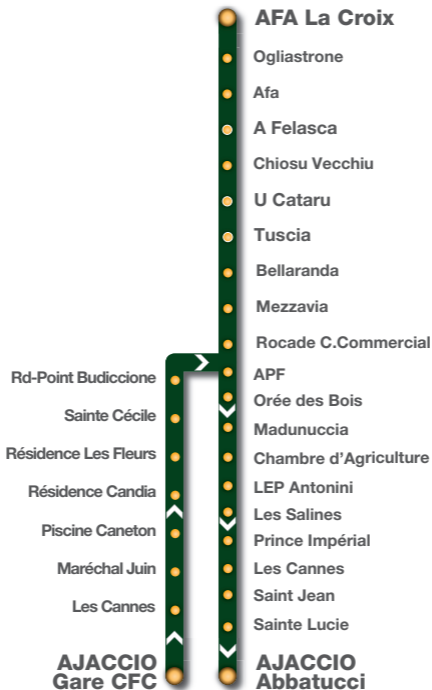 AFA La Croix
Ogliastrone
Afa
A Felasca
Chiosu Vecchiu
U Cataru
Tuscia
Bellaranda
Mezzavia
Rocade C.Commercial
APF
Orée des Bois
Madunuccia
Chambre d'Agriculture
LEP Antonini
Les Salines
Prince Impérial
Les Cannes
Saint Jean
Sainte Lucie
AJACCIO
Abbatucci
Rd-Point Budiccione
Sainte Cécile
Résidence Les Fleurs
Résidence Candia
Piscine Caneton
Maréchal Juin
Les Cannes
AJACCIO
Gare CFC